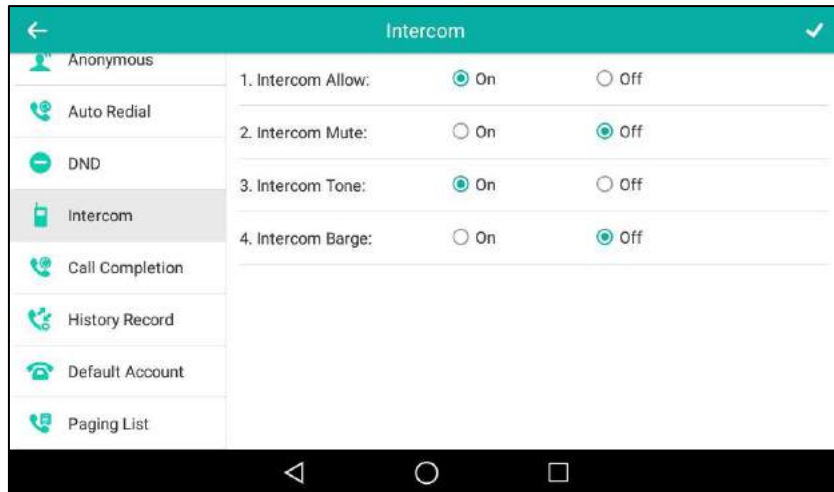 Intercom
Anonymous
Auto Redial
DND
Intercom
Call Completion
History Record
Default Account
Paging List
1. Intercom Allow: On Off
2. Intercom Mute: On Off
3. Intercom Tone: On Off
4. Intercom Barge: On Off